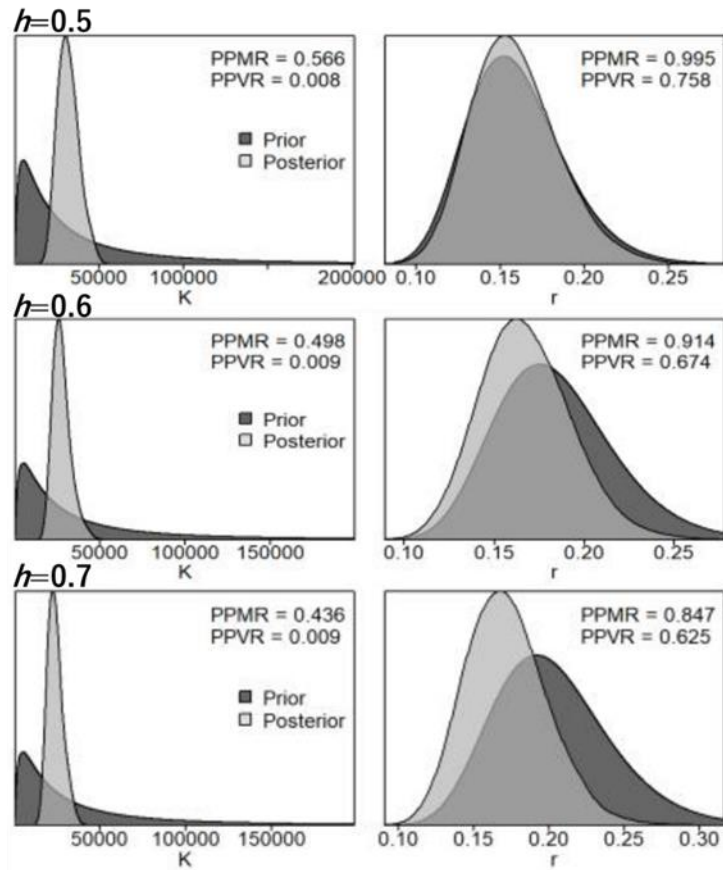 h=0.5
PPMR = 0.566
PPVR = 0.008
Prior
Posterior
50000 100000 200000
K
PPMR = 0.995
PPVR = 0.758
0.10 0.15 0.20 0.25
r
h=0.6
PPMR = 0.498
PPVR = 0.009
Prior
Posterior
50000 100000 150000
K
PPMR = 0.914
PPVR = 0.674
0.10 0.15 0.20 0.25
r
h=0.7
PPMR = 0.436
PPVR = 0.009
Prior
Posterior
50000 100000 150000
K
PPMR = 0.847
PPVR = 0.625
0.10 0.15 0.20 0.25 0.30
r